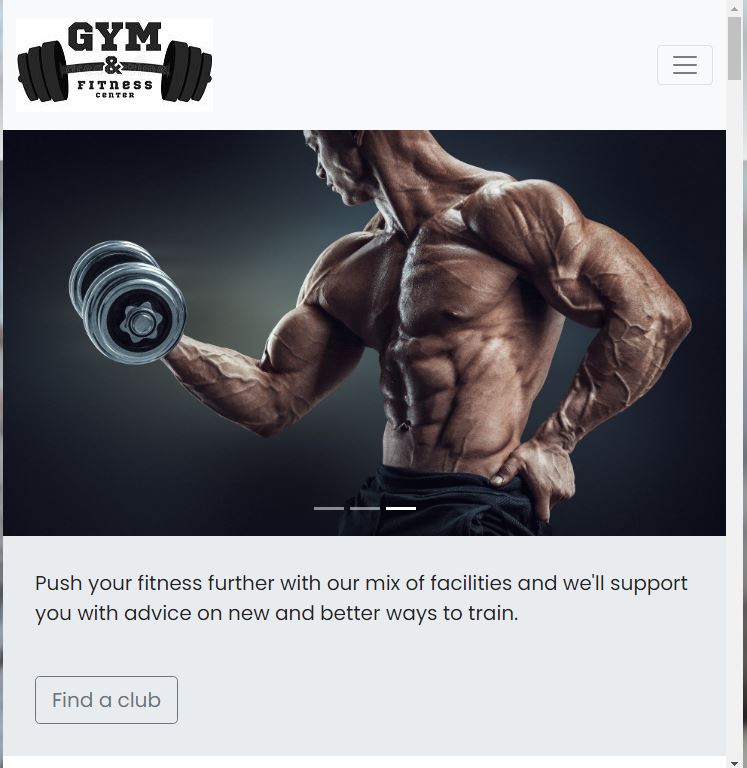 GYM
&
FITNESS
CENTER
Push your fitness further with our mix of facilities and we'll support
you with advice on new and better ways to train.
Find a club